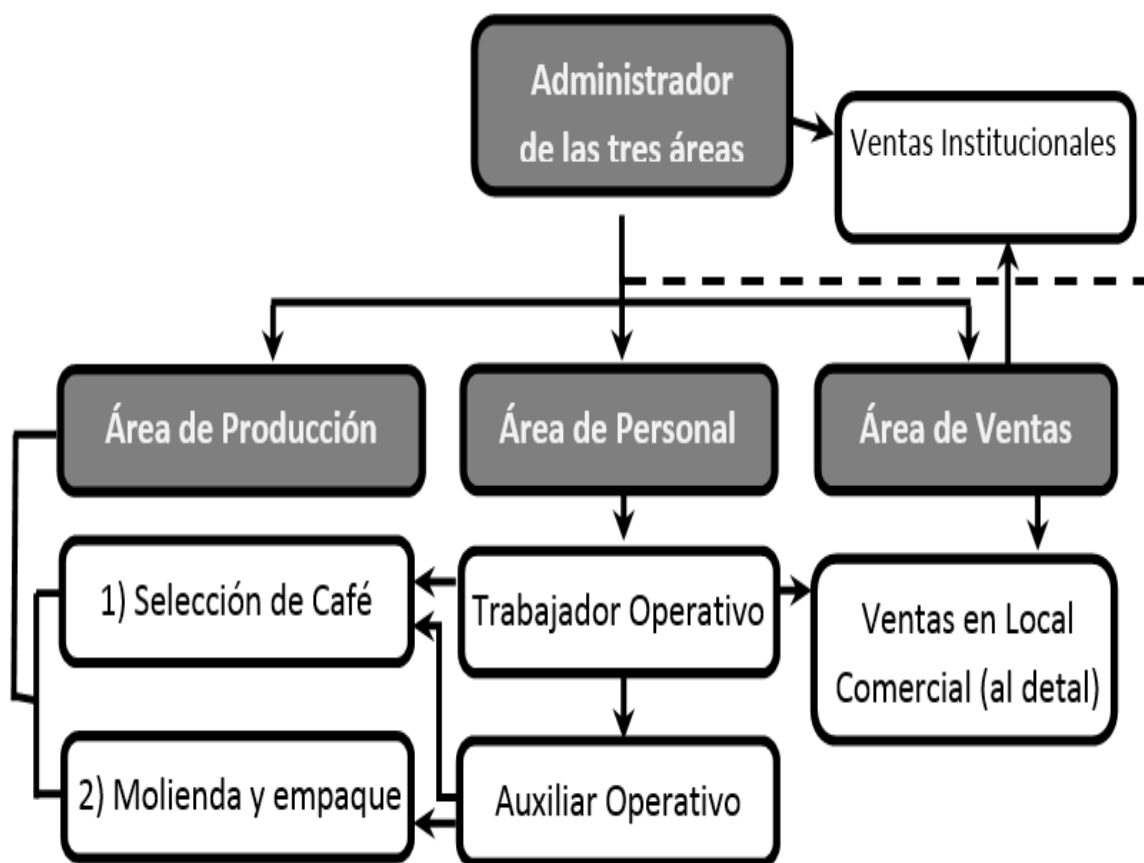 Administrador
de las tres áreas
Ventas Institucionales
Área de Producción
Área de Personal
Área de Ventas
1) Selección de Café
Trabajador Operativo
Ventas en Local
Comercial (al detal)
2) Molienda y empaque
Auxiliar Operativo